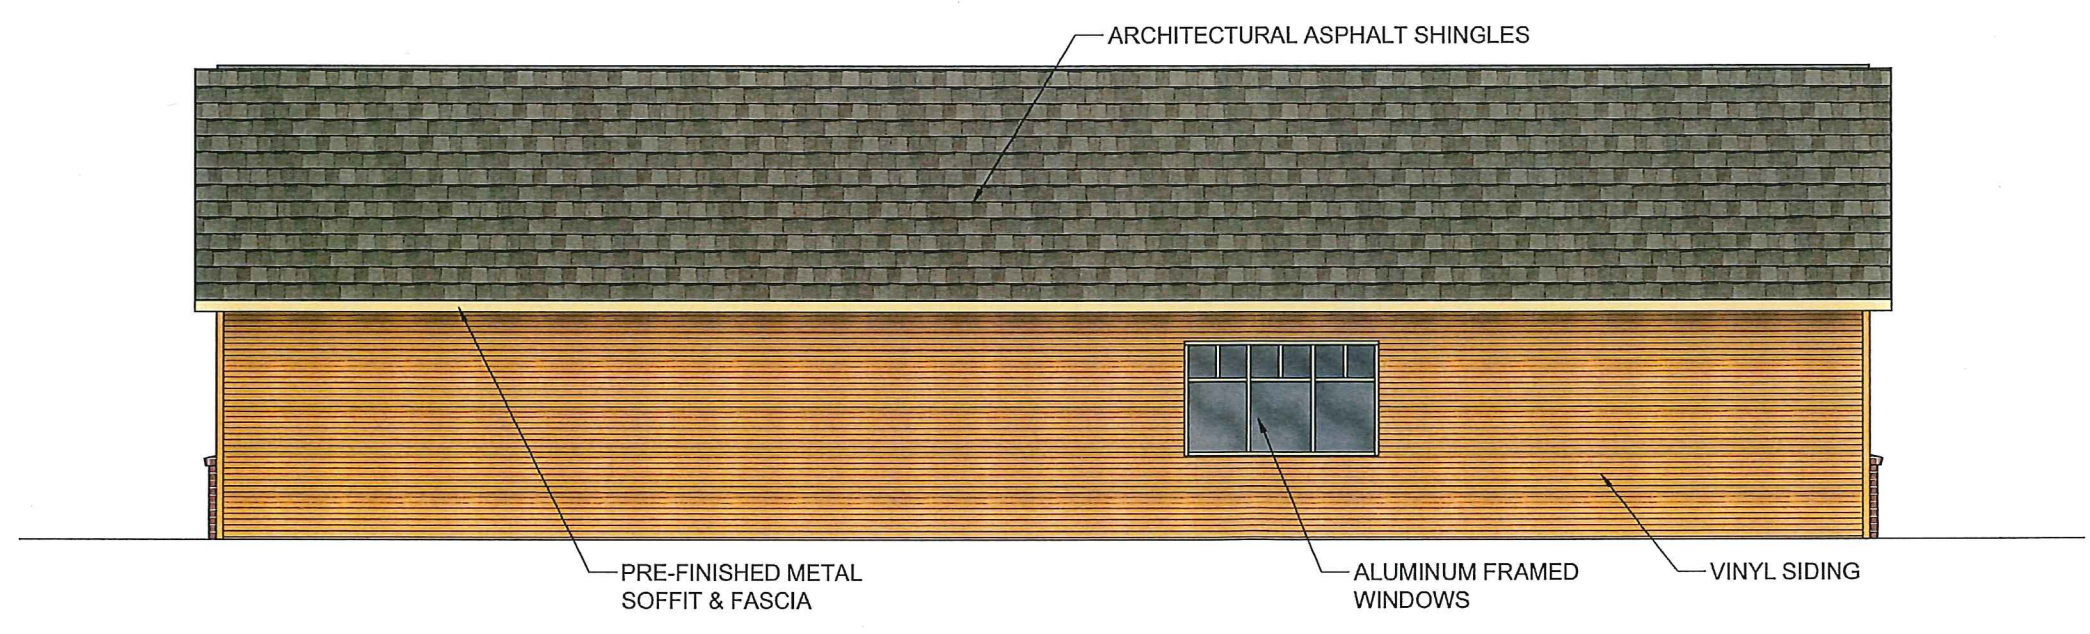 ARCHITECTURAL ASPHALT SHINGLES
PRE-FINISHED METAL
SOFFIT & FASCIA
ALUMINUM FRAMED
WINDOWS
VINYL SIDING